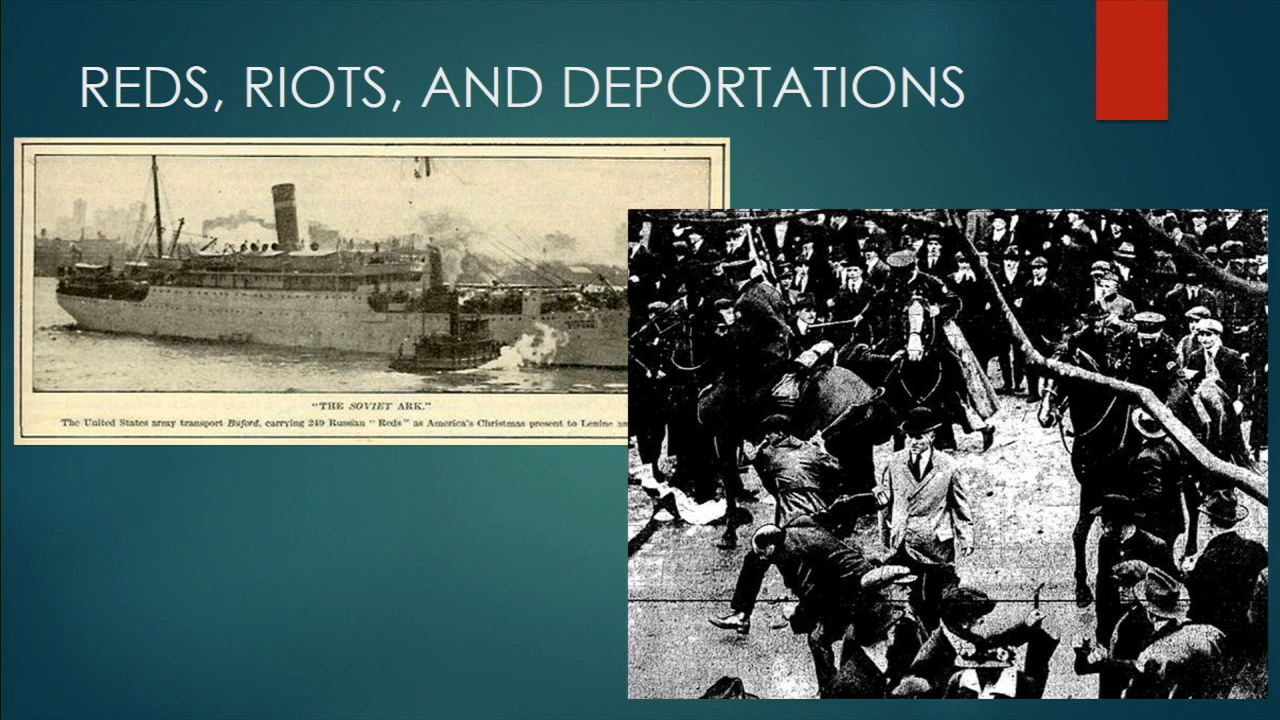 REDS, RIOTS, AND DEPORTATIONS
"THE SOVIET ARK."
The United States army transport Buford, carrying 249 Russian "Reds" as America's Christmas present to Lenine